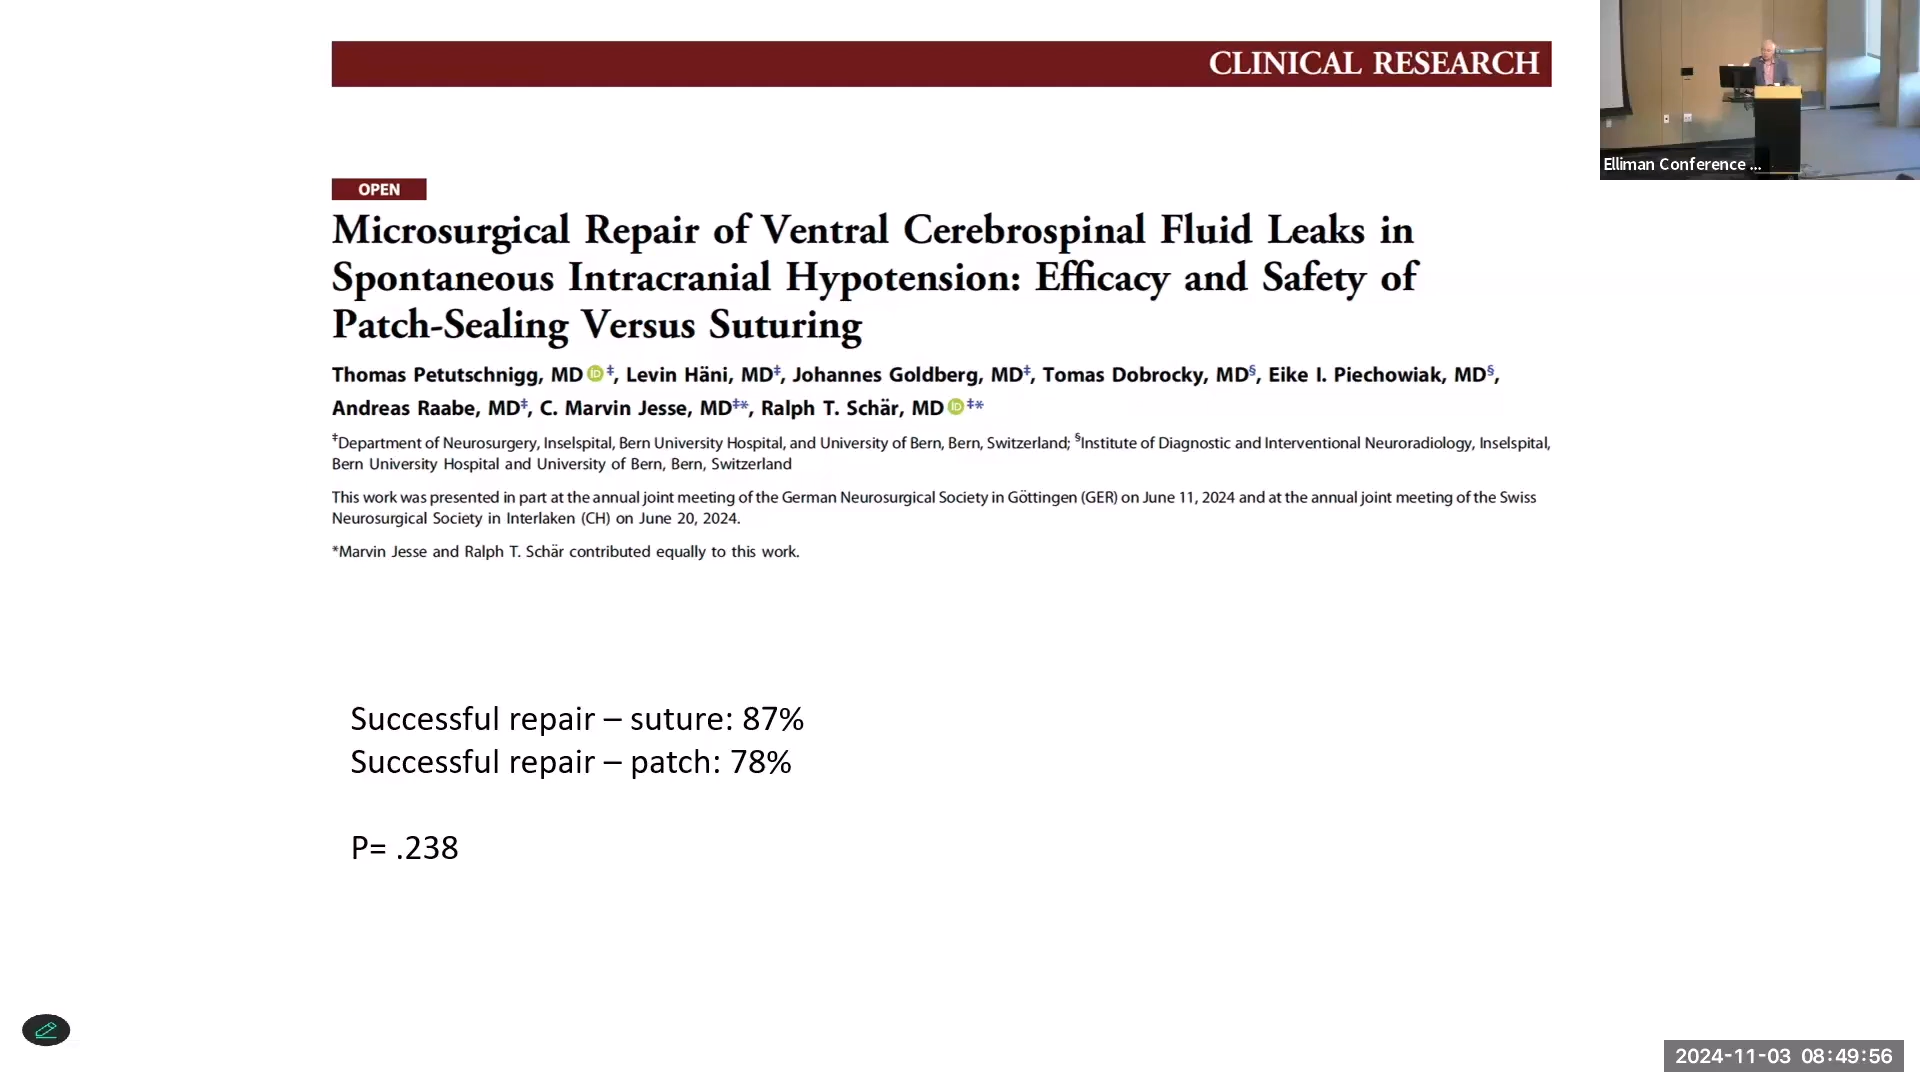 CLINICAL RESEARCH
Elliman Conference ...
OPEN
Microsurgical Repair of Ventral Cerebrospinal Fluid Leaks in
Spontaneous Intracranial Hypotension: Efficacy and Safety of
Patch-Sealing Versus Suturing
Thomas Petutschnigg, MD iD ‡, Levin Häni, MD‡, Johannes Goldberg, MD‡, Tomas Dobrocky, MD§, Eike I. Piechowiak, MD§,
Andreas Raabe, MD‡, C. Marvin Jesse, MD‡*, Ralph T. Schär, MD iD ‡*
‡Department of Neurosurgery, Inselspital, Bern University Hospital, and University of Bern, Bern, Switzerland; §Institute of Diagnostic and Interventional Neuroradiology, Inselspital,
Bern University Hospital and University of Bern, Bern, Switzerland
This work was presented in part at the annual joint meeting of the German Neurosurgical Society in Göttingen (GER) on June 11, 2024 and at the annual joint meeting of the Swiss
Neurosurgical Society in Interlaken (CH) on June 20, 2024.
*Marvin Jesse and Ralph T. Schär contributed equally to this work.
Successful repair – suture: 87%
Successful repair – patch: 78%
P= .238
2024-11-03 08:49:56